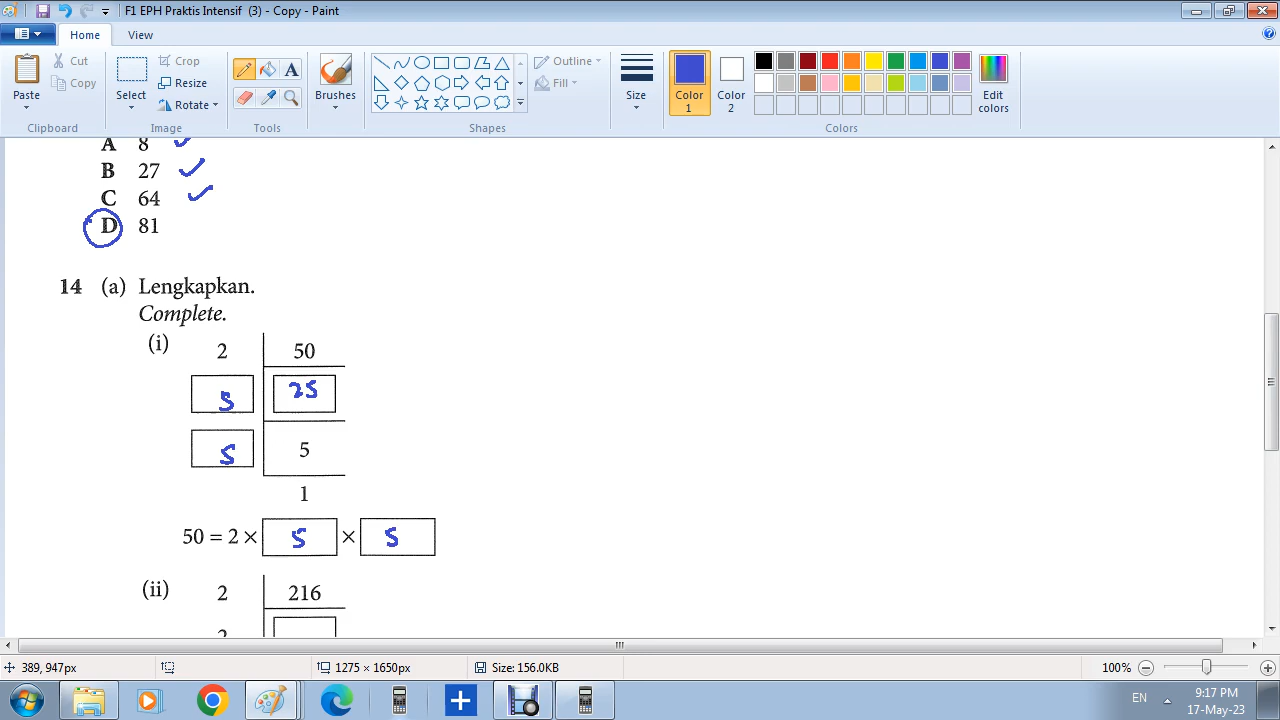 F1 EPH Praktis Intensif (3) - Copy - Paint
Home View
Paste
Cut
Copy
Clipboard
Select
Crop
Resize
Rotate
Image
A
Tools
Brushes
Outline
Fill
Shapes
Size
Color 1
Color 2
Edit colors
Colors
A 8
B 27
C 64
D 81
14 (a) Lengkapkan.
Complete.
(i) 2 50
5 25
5 5
1
50 = 2 × 5 × 5
(ii) 2 216
2
389, 947px
1275 × 1650px
Size: 156.0KB
100%
EN
9:17 PM
17-May-23